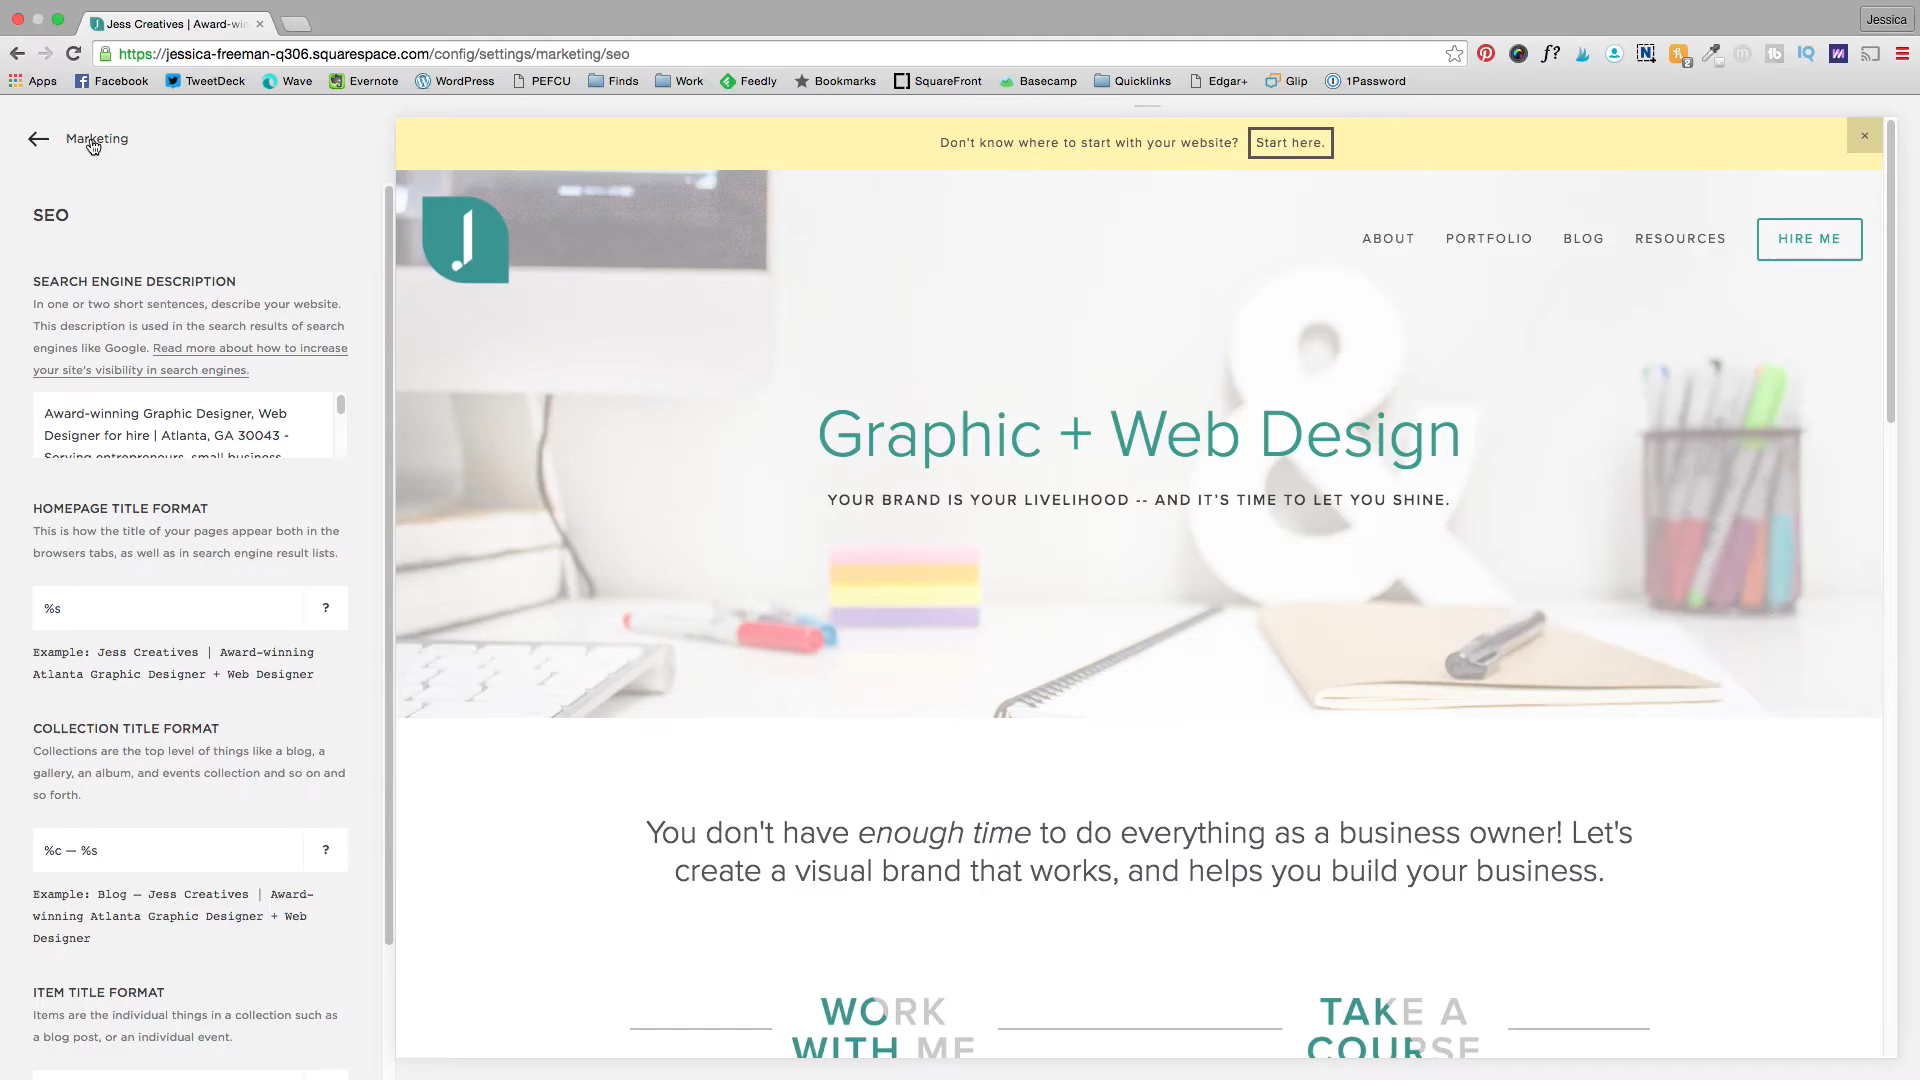 Jess Creatives | Award-win
Jessica
https://jessica-freeman-q306.squarespace.com/config/settings/marketing/seo
Apps Facebook TweetDeck Wave Evernote WordPress PEFCU Finds Work Feedly Bookmarks SquareFront Basecamp Quicklinks Edgar+ Glip 1Password
Marketing
SEO
SEARCH ENGINE DESCRIPTION
In one or two short sentences, describe your website.
This description is used in the search results of search
engines like Google. Read more about how to increase
your site's visibility in search engines.
Award-winning Graphic Designer, Web
Designer for hire | Atlanta, GA 30043 -
Serving entrepreneurs, small business
HOMEPAGE TITLE FORMAT
This is how the title of your pages appear both in the
browsers tabs, as well as in search engine result lists.
%s ?
Example: Jess Creatives | Award-winning
Atlanta Graphic Designer + Web Designer
COLLECTION TITLE FORMAT
Collections are the top level of things like a blog, a
gallery, an album, and events collection and so on and
so forth.
%c — %s ?
Example: Blog — Jess Creatives | Award-
winning Atlanta Graphic Designer + Web
Designer
ITEM TITLE FORMAT
Items are the individual things in a collection such as
a blog post, or an individual event.
Don't know where to start with your website? Start here. ×
ABOUT PORTFOLIO BLOG RESOURCES HIRE ME
Graphic + Web Design
YOUR BRAND IS YOUR LIVELIHOOD -- AND IT'S TIME TO LET YOU SHINE.
You don't have enough time to do everything as a business owner! Let's
create a visual brand that works, and helps you build your business.
WORK
WITH ME
TAKE A
COURSE